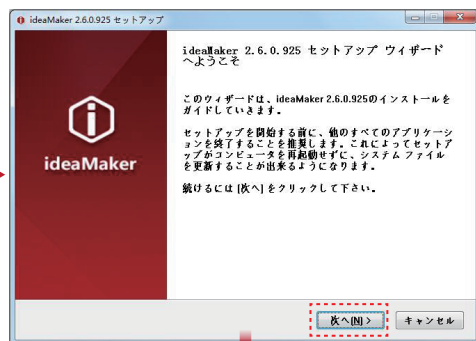 ideaMaker 2.6.0.925 セットアップ
ideaMaker 2.6.0.925 セットアップ ウィザード
へようこそ
このウィザードは、ideaMaker 2.6.0.925のインストールを
ガイドしていきます。
セットアップを開始する前に、他のすべてのアプリケーシ
ョンを終了することを推奨します。これによってセットア
ップがコンピュータを再起動せずに、システム ファイル
を更新することが出来るようになります。
続けるには [次へ] をクリックして下さい。
ideaMaker
次へ(N) >
キャンセル